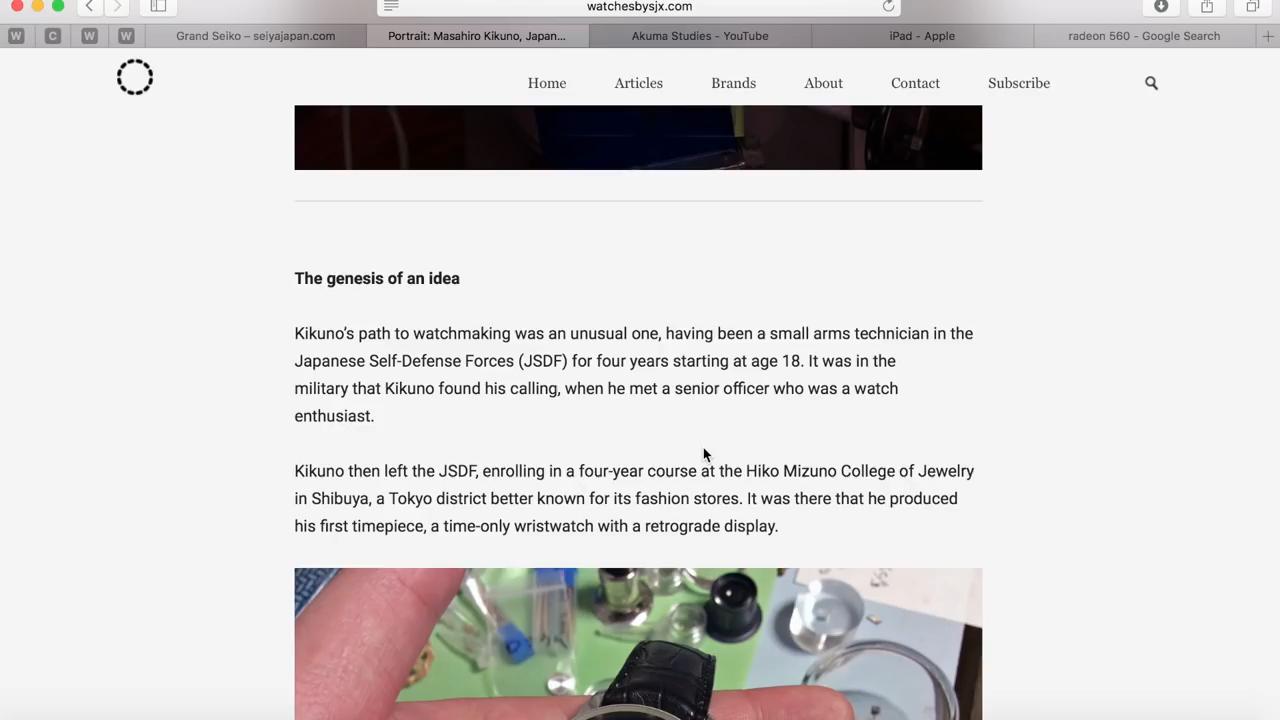 watchesbysjx.com
W
C
W
W
Grand Seiko – seiyajapan.com
Portrait: Masahiro Kikuno, Japan...
Akuma Studies - YouTube
iPad - Apple
radeon 560 - Google Search
Home
Articles
Brands
About
Contact
Subscribe
The genesis of an idea
Kikuno’s path to watchmaking was an unusual one, having been a small arms technician in the
Japanese Self-Defense Forces (JSDF) for four years starting at age 18. It was in the
military that Kikuno found his calling, when he met a senior officer who was a watch
enthusiast.
Kikuno then left the JSDF, enrolling in a four-year course at the Hiko Mizuno College of Jewelry
in Shibuya, a Tokyo district better known for its fashion stores. It was there that he produced
his first timepiece, a time-only wristwatch with a retrograde display.